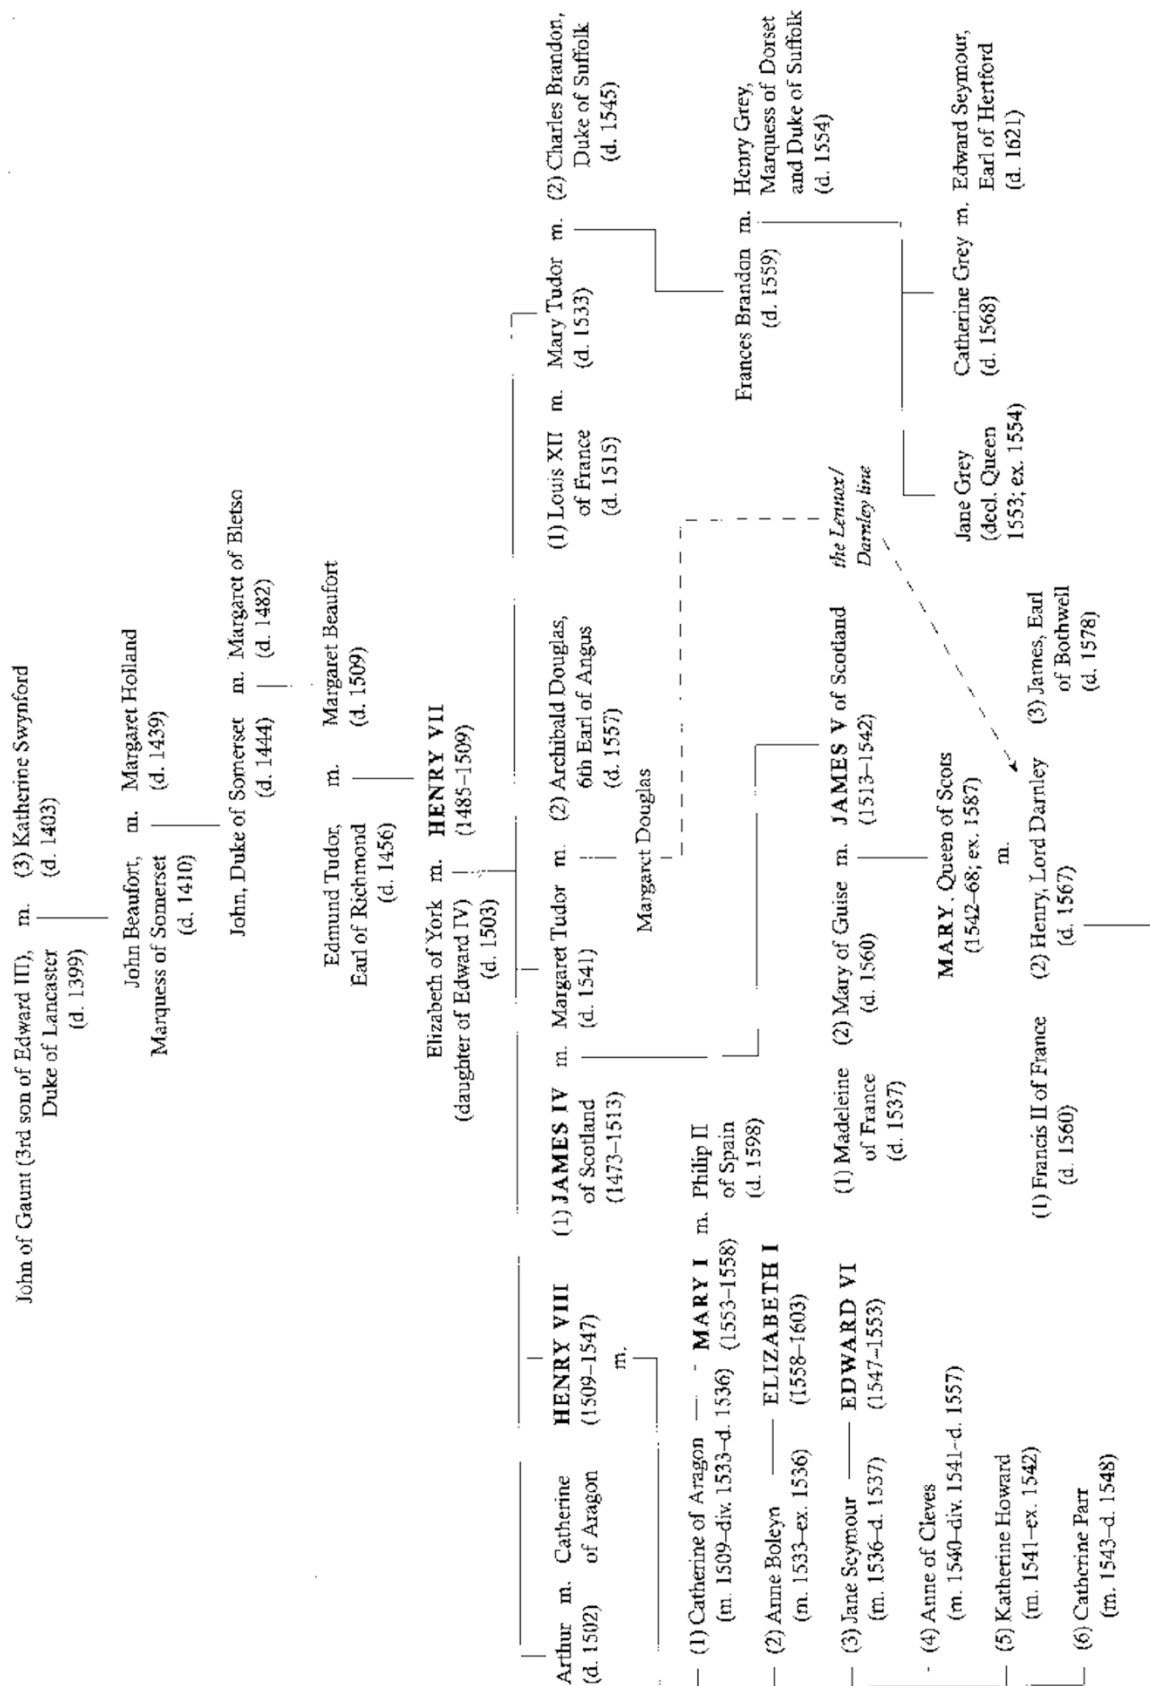 John of Gaunt (3rd son of Edward III), m. (3) Katherine Swynford
Duke of Lancaster (d. 1403)
(d. 1399)
John Beaufort, m. Margaret Holland
Marquess of Somerset (d. 1439)
(d. 1410)
John, Duke of Somerset m. Margaret of Bletso
(d. 1444) (d. 1482)
Edmund Tudor, m. Margaret Beaufort
Earl of Richmond (d. 1509)
(d. 1456)
Elizabeth of York m. HENRY VII
(daughter of Edward IV) (1485–1509)
(d. 1503)
Arthur m. Catherine
(d. 1502) of Aragon
HENRY VIII
(1509–1547)
m.
(1) JAMES IV m. Margaret Tudor m. (2) Archibald Douglas,
of Scotland (d. 1541) 6th Earl of Angus
(1473–1513) (d. 1557)
Margaret Douglas
(1) Louis XII m. Mary Tudor m. (2) Charles Brandon,
of France (d. 1533) Duke of Suffolk
(d. 1515) (d. 1545)
(1) Catherine of Aragon MARY I m. Philip II
(m. 1509–div. 1533–d. 1536) (1553–1558) of Spain
(d. 1598)
(2) Anne Boleyn ELIZABETH I
(m. 1533–ex. 1536) (1558–1603)
(3) Jane Seymour EDWARD VI
(m. 1536–d. 1537) (1547–1553)
(4) Anne of Cleves
(m. 1540–div. 1541–d. 1557)
(5) Katherine Howard
(m. 1541–ex. 1542)
(6) Catherine Parr
(m. 1543–d. 1548)
Frances Brandon m. Henry Grey,
(d. 1559) Marquess of Dorset
and Duke of Suffolk
(d. 1554)
(1) Madeleine (2) Mary of Guise m. JAMES V of Scotland
of France (d. 1560) (1513–1542)
(d. 1537)
the Lennox/
Darnley line
MARY, Queen of Scots
(1542–68; ex. 1587)
m.
Jane Grey Catherine Grey m. Edward Seymour,
(decl. Queen (d. 1568) Earl of Hertford
1553; ex. 1554) (d. 1621)
(1) Francis II of France (2) Henry, Lord Darnley (3) James, Earl
(d. 1560) (d. 1567) of Bothwell
(d. 1578)